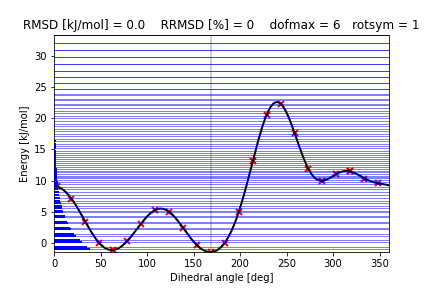 RMSD [kJ/mol] = 0.0    RRMSD [%] = 0    dofmax = 6   rotsym = 1
Energy [kJ/mol]
30
25
20
15
10
5
0
0 50 100 150 200 250 300 350
Dihedral angle [deg]